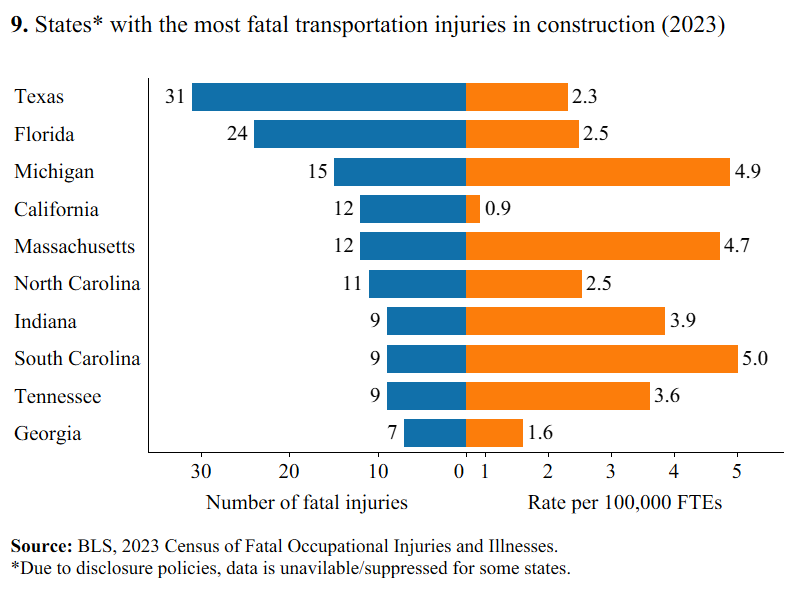 9. States* with the most fatal transportation injuries in construction (2023)
Texas 31 2.3
Florida 24 2.5
Michigan 15 4.9
California 12 0.9
Massachusetts 12 4.7
North Carolina 11 2.5
Indiana 9 3.9
South Carolina 9 5.0
Tennessee 9 3.6
Georgia 7 1.6
30 20 10 0 1 2 3 4 5
Number of fatal injuries Rate per 100,000 FTEs
Source: BLS, 2023 Census of Fatal Occupational Injuries and Illnesses.
*Due to disclosure policies, data is unavilable/suppressed for some states.